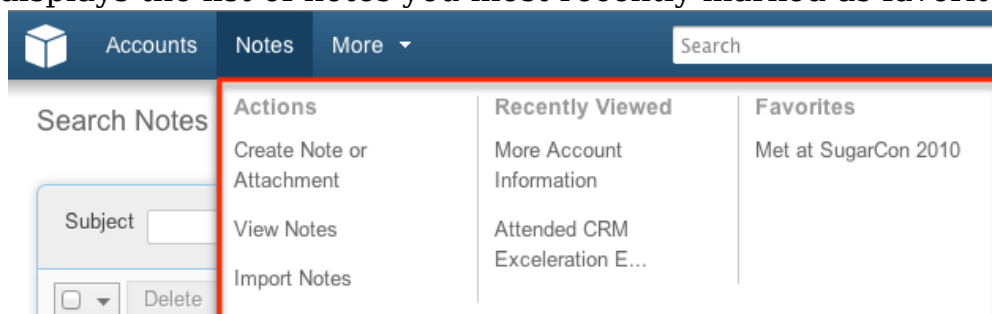 displays the list of notes you most recently marked as favorit
Accounts Notes More Search
Search Notes
Subject
Delete
Actions
Create Note or
Attachment
View Notes
Import Notes
Recently Viewed
More Account
Information
Attended CRM
Exceleration E...
Favorites
Met at SugarCon 2010